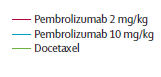 Pembrolizumab 2 mg/kg
Pembrolizumab 10 mg/kg
Docetaxel